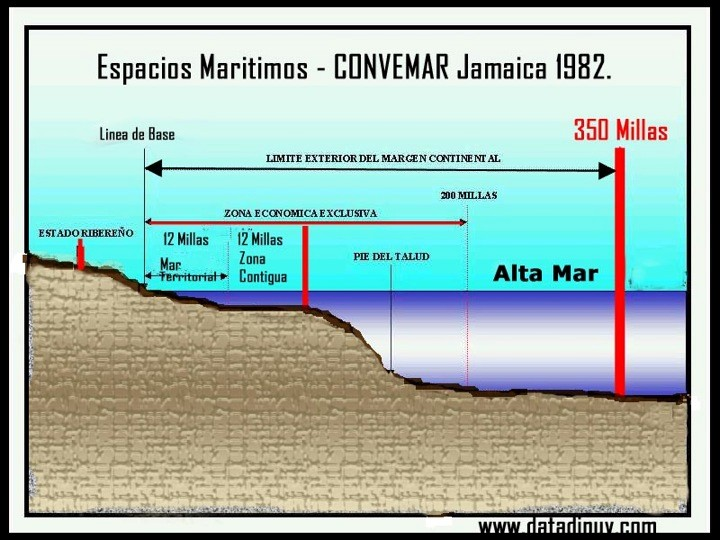 Espacios Maritimos - CONVEMAR Jamaica 1982.
350 Millas
Linea de Base
LIMITE EXTERIOR DEL MARGEN CONTINENTAL
200 MILLAS
ZONA ECONOMICA EXCLUSIVA
ESTADO RIBEREÑO
12 Millas
Mar
Territorial
12 Millas
Zona
Contigua
PIE DEL TALUD
Alta Mar
www.datadipuy.com